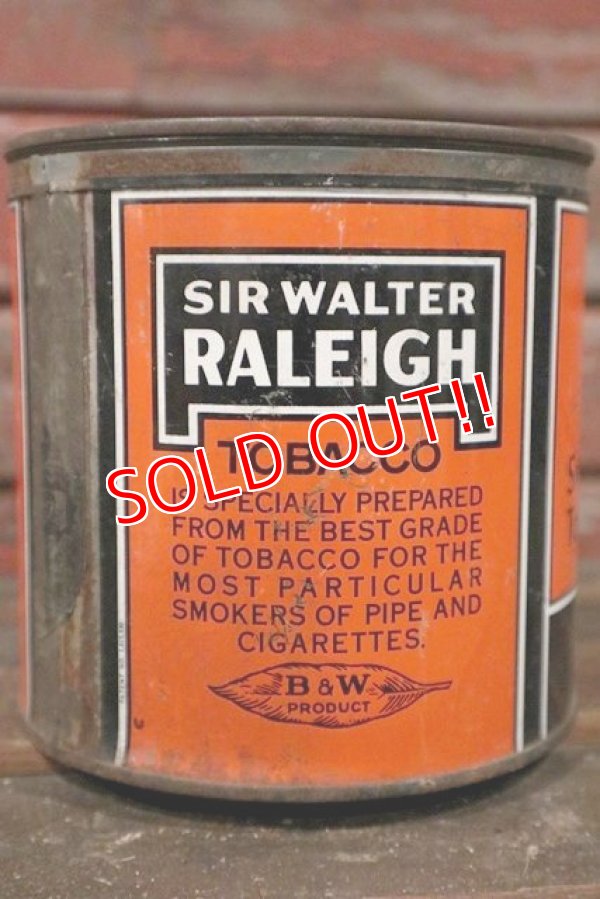 SIR WALTER
RALEIGH
SOLD OUT!!
TOBACCO
IS SPECIALLY PREPARED
FROM THE BEST GRADE
OF TOBACCO FOR THE
MOST PARTICULAR
SMOKERS OF PIPE AND
CIGARETTES.
B & W
PRODUCT